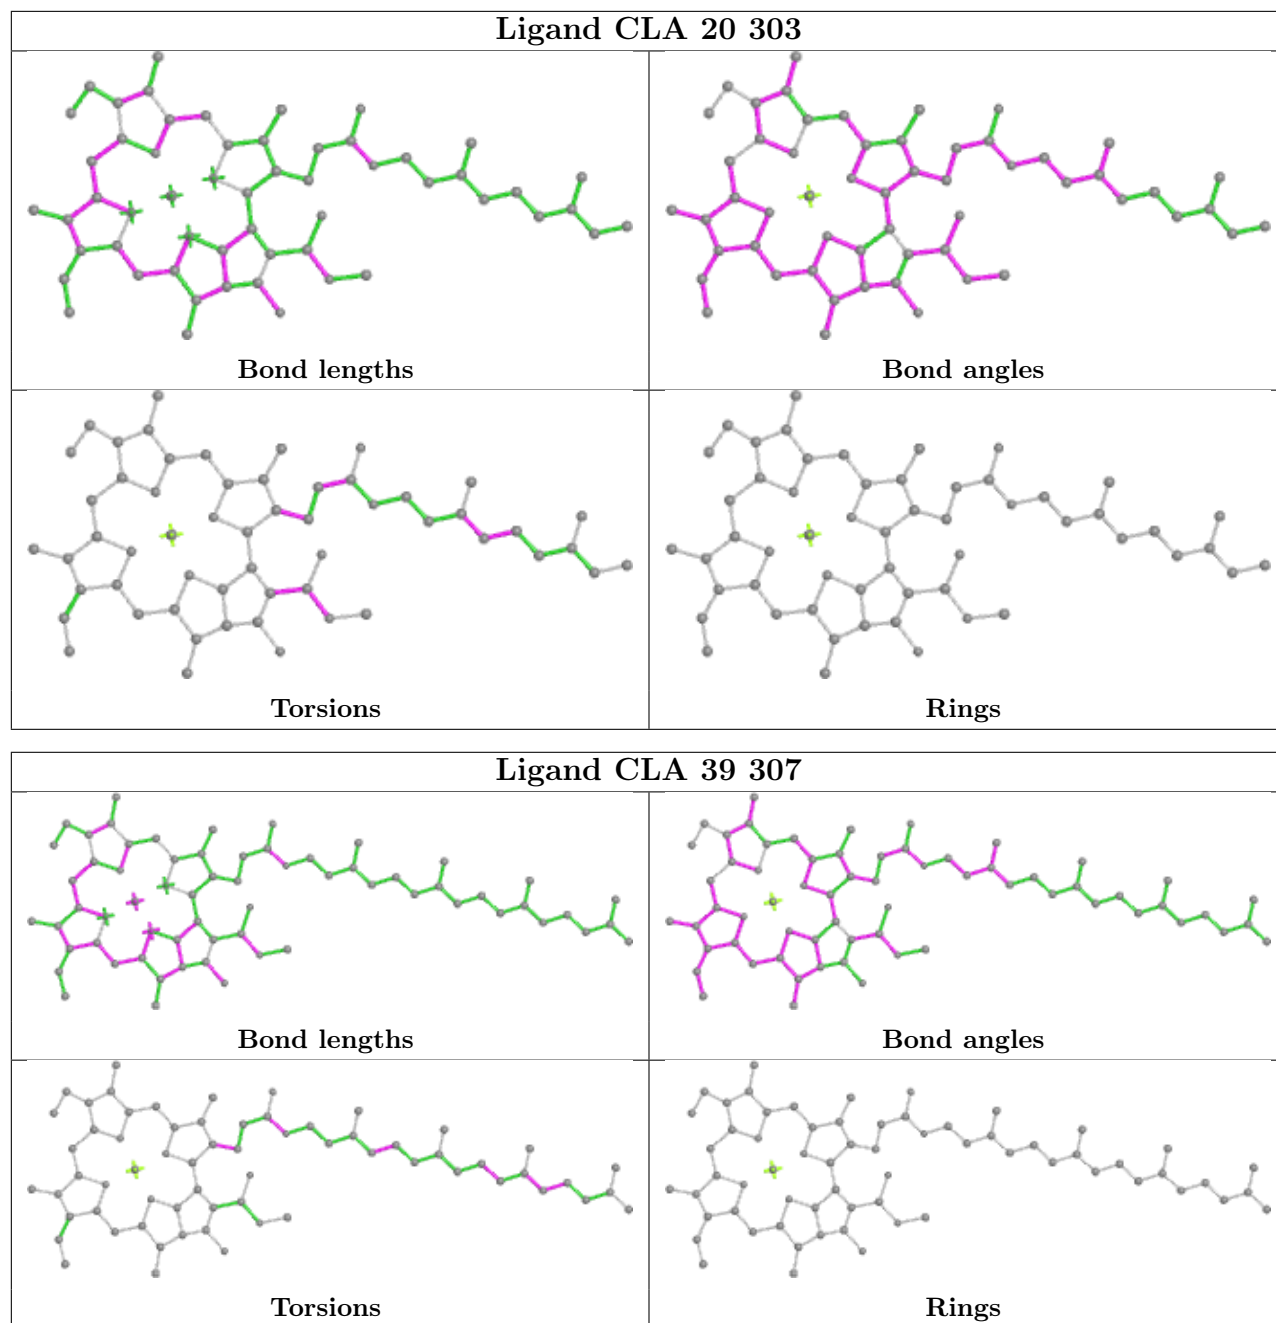 Ligand CLA 20 303
Bond lengths
Bond angles
Torsions
Rings
Ligand CLA 39 307
Bond lengths
Bond angles
Torsions
Rings